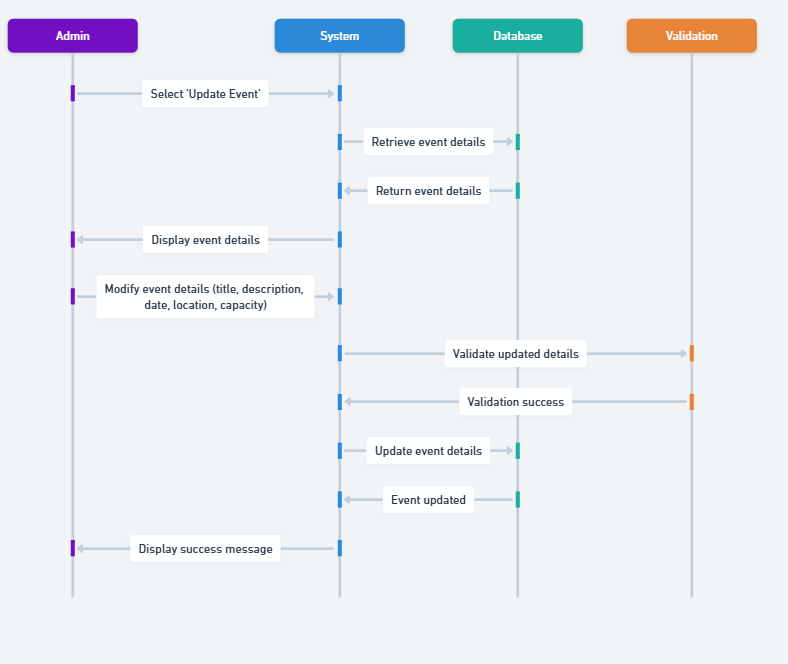 Admin
System
Database
Validation
Select 'Update Event'
Retrieve event details
Return event details
Display event details
Modify event details (title, description,
date, location, capacity)
Validate updated details
Validation success
Update event details
Event updated
Display success message